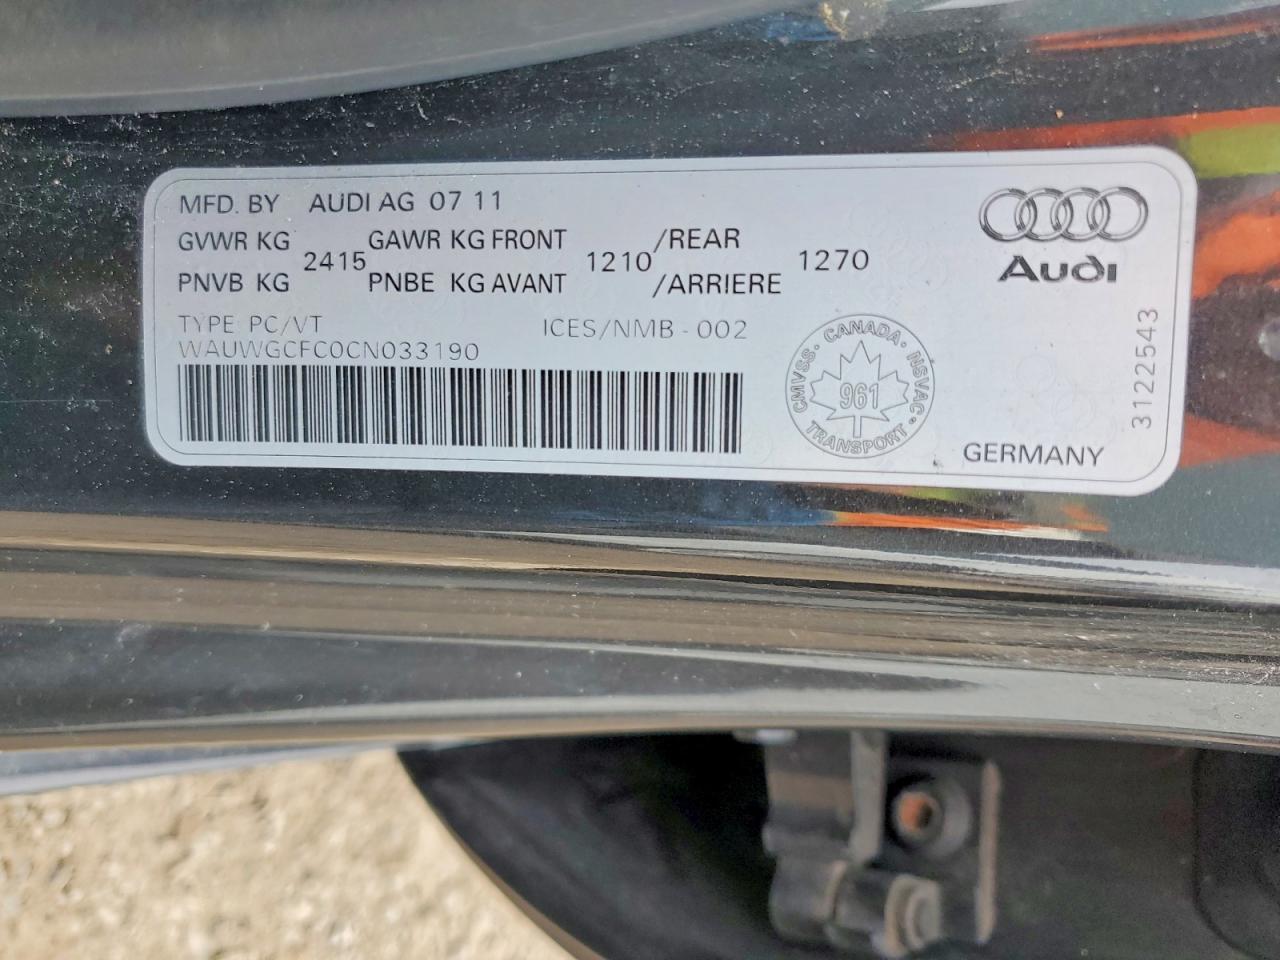 MFD. BY AUDI AG 07 11
GVWR KG 2415 GAWR KG FRONT 1210 /REAR 1270
PNVB KG PNBE KG AVANT /ARRIERE
TYPE PC/VT ICES/NMB-002
WAUWGCFC0CN033190
Audi
CMVSS · CANADA · NSVAC · TRANSPORT ·
961
GERMANY
3122543